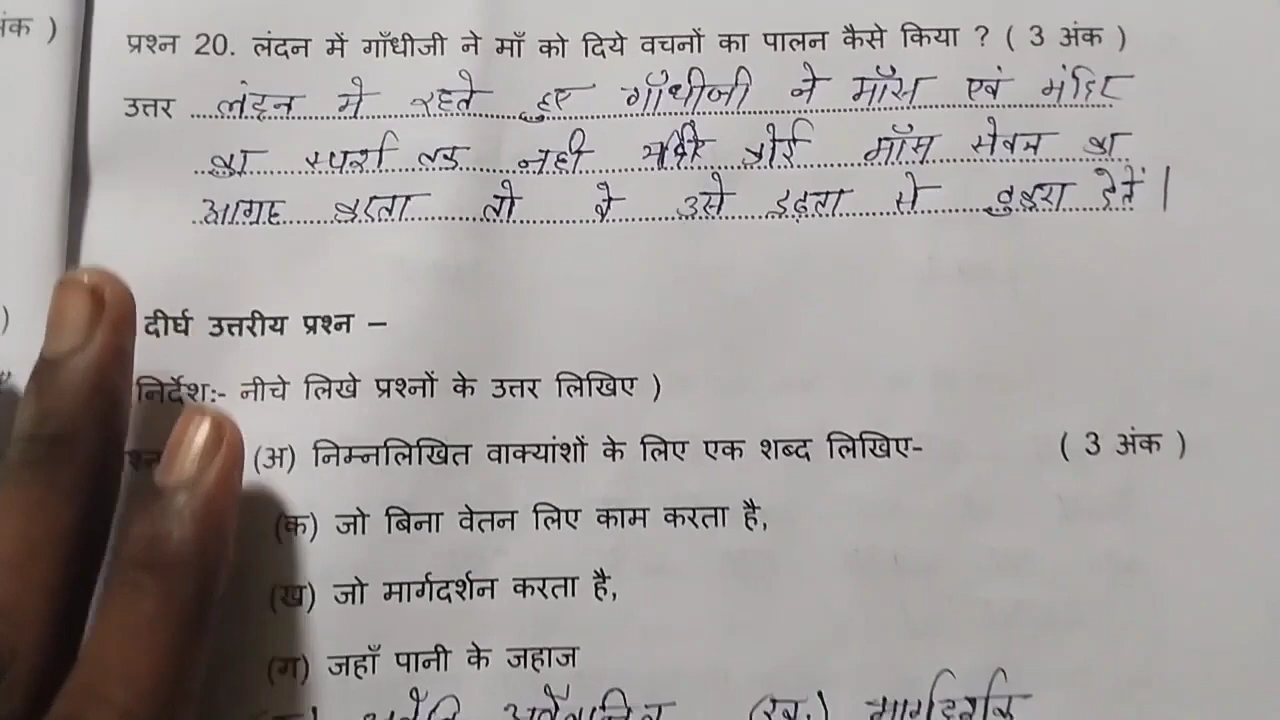 अंक )
प्रश्न 20. लंदन में गाँधीजी ने माँ को दिये वचनों का पालन कैसे किया ? ( 3 अंक )
उत्तर लंदन मे रहते हुए गाँधीजी ने माँस एवं मंदिर
का स्पर्श तक नही यदि कोई माँस सेवन का
आग्रह करता तो वे उसे दृढ़ता से ठुकरा देतें।
)
दीर्घ उत्तरीय प्रश्न –
निर्देशः- नीचे लिखे प्रश्नों के उत्तर लिखिए )
(अ) निम्नलिखित वाक्यांशों के लिए एक शब्द लिखिए- ( 3 अंक )
(क) जो बिना वेतन लिए काम करता है,
(ख) जो मार्गदर्शन करता है,
(ग) जहाँ पानी के जहाज
अवैतनिक (ख.) मार्गदर्शक